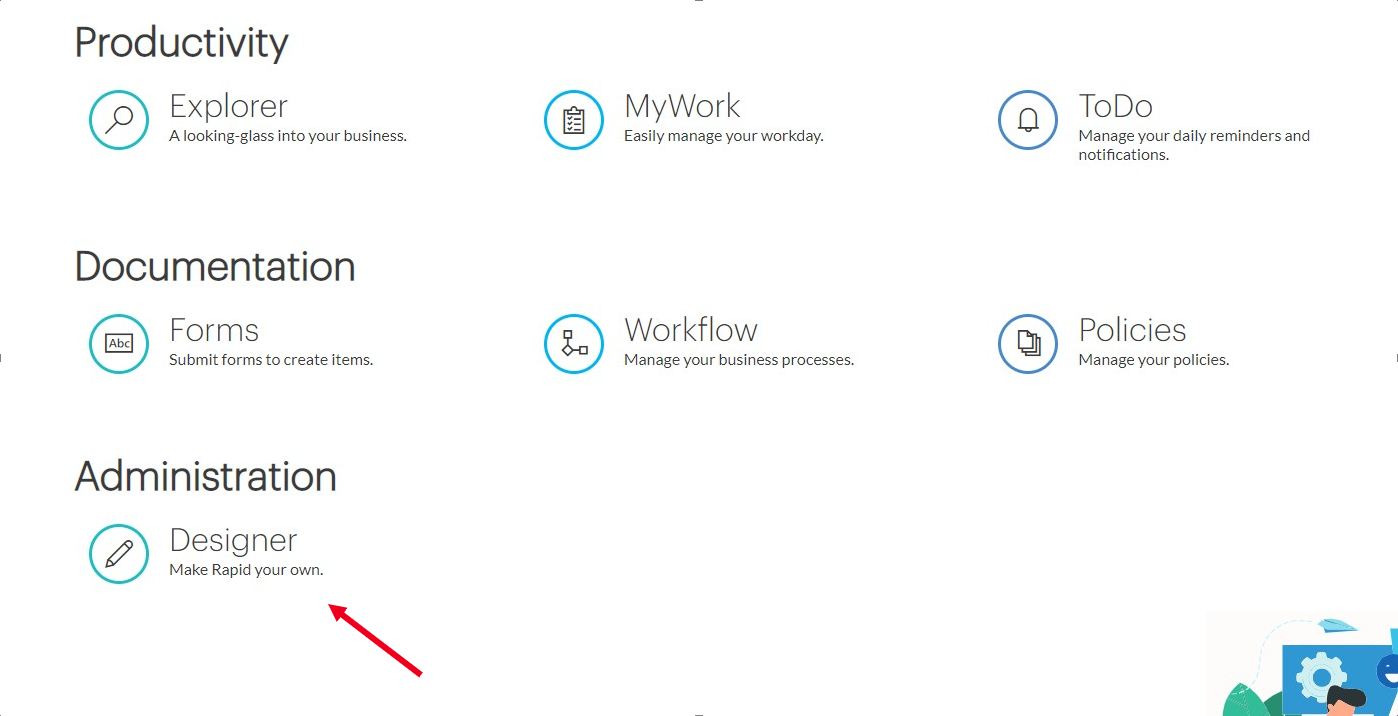 Productivity
Explorer
A looking-glass into your business.
MyWork
Easily manage your workday.
ToDo
Manage your daily reminders and
notifications.
Documentation
Abc
Forms
Submit forms to create items.
Workflow
Manage your business processes.
Policies
Manage your policies.
Administration
Designer
Make Rapid your own.